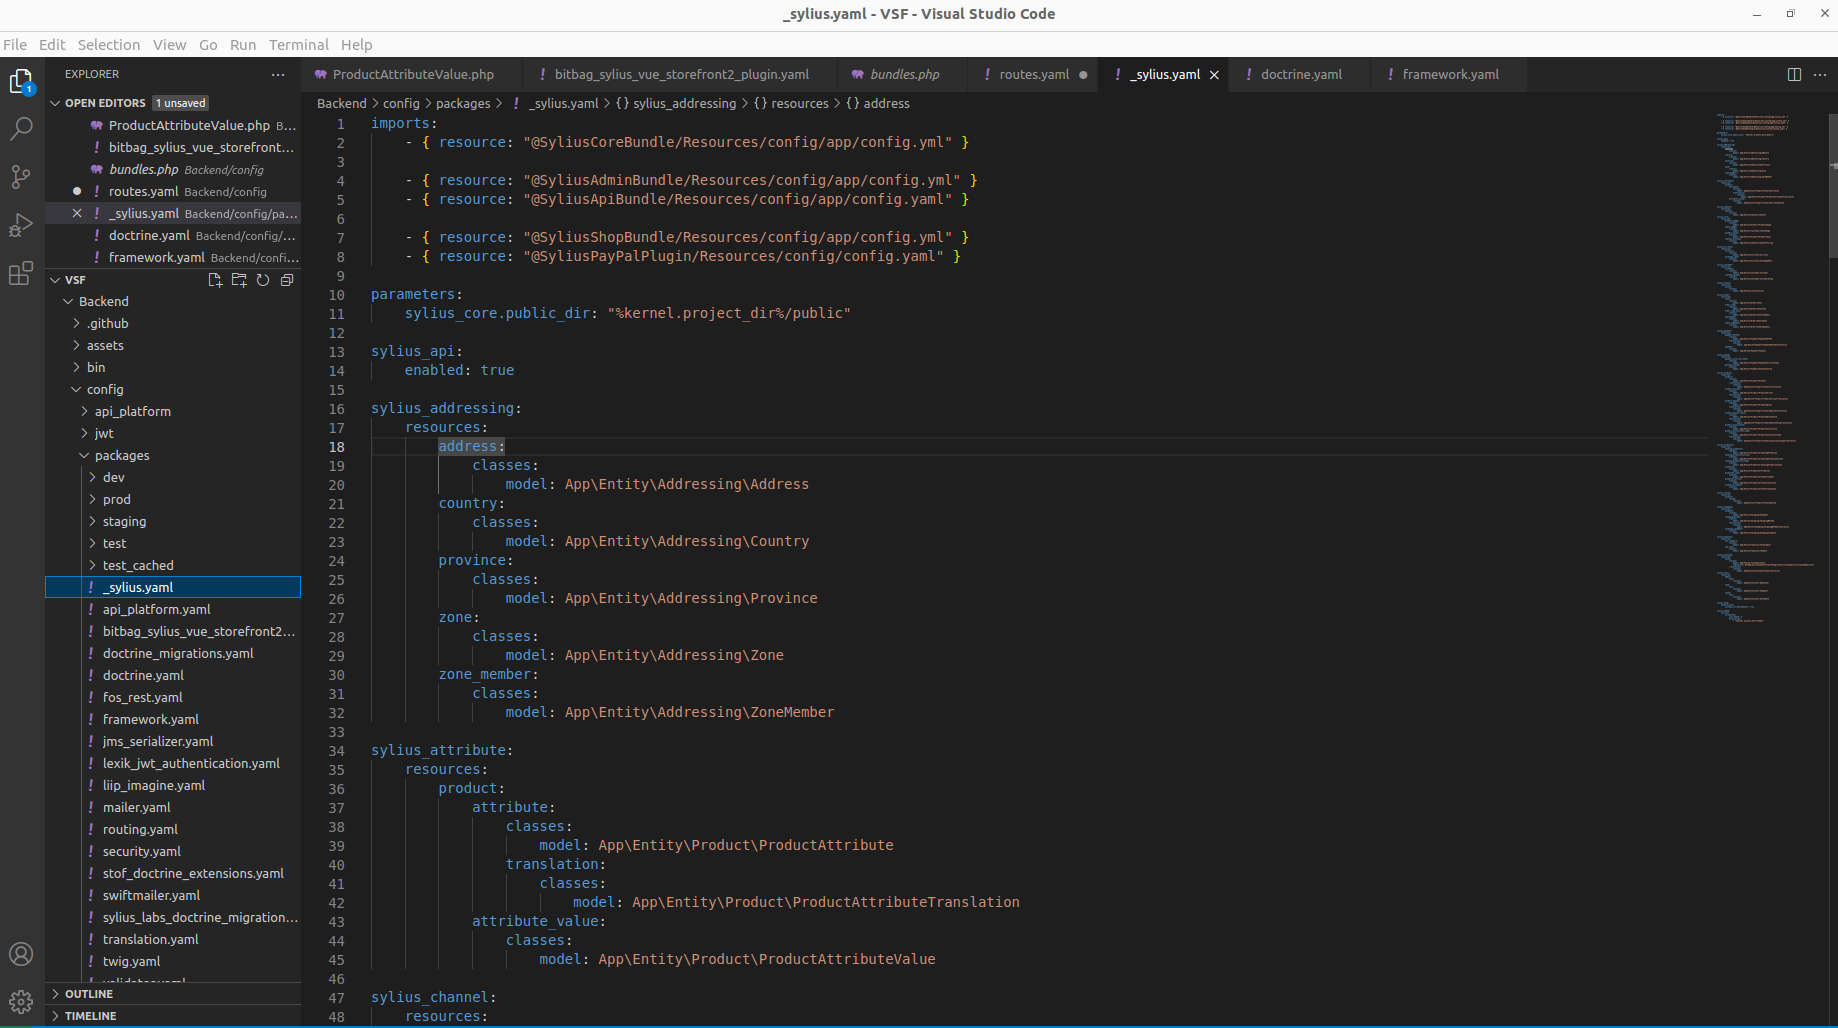 _sylius.yaml - VSF - Visual Studio Code
File Edit Selection View Go Run Terminal Help
EXPLORER
OPEN EDITORS 1 unsaved
ProductAttributeValue.php B...
bitbag_sylius_vue_storefront...
bundles.php Backend/config
routes.yaml Backend/config
_sylius.yaml Backend/config/pa...
doctrine.yaml Backend/config/...
framework.yaml Backend/confi...
VSF
Backend
.github
assets
bin
config
api_platform
jwt
packages
dev
prod
staging
test
test_cached
_sylius.yaml
api_platform.yaml
bitbag_sylius_vue_storefront2...
doctrine_migrations.yaml
doctrine.yaml
fos_rest.yaml
framework.yaml
jms_serializer.yaml
lexik_jwt_authentication.yaml
liip_imagine.yaml
mailer.yaml
routing.yaml
security.yaml
stof_doctrine_extensions.yaml
swiftmailer.yaml
sylius_labs_doctrine_migration...
translation.yaml
twig.yaml
OUTLINE
TIMELINE
ProductAttributeValue.php bitbag_sylius_vue_storefront2_plugin.yaml bundles.php routes.yaml _sylius.yaml doctrine.yaml framework.yaml
Backend > config > packages > ! _sylius.yaml > {} sylius_addressing > {} resources > {} address
1 imports:
2 - { resource: "@SyliusCoreBundle/Resources/config/app/config.yml" }
3
4 - { resource: "@SyliusAdminBundle/Resources/config/app/config.yml" }
5 - { resource: "@SyliusApiBundle/Resources/config/app/config.yaml" }
6
7 - { resource: "@SyliusShopBundle/Resources/config/app/config.yml" }
8 - { resource: "@SyliusPayPalPlugin/Resources/config/config.yaml" }
9
10 parameters:
11 sylius_core.public_dir: "%kernel.project_dir%/public"
12
13 sylius_api:
14 enabled: true
15
16 sylius_addressing:
17 resources:
18 address:
19 classes:
20 model: App\Entity\Addressing\Address
21 country:
22 classes:
23 model: App\Entity\Addressing\Country
24 province:
25 classes:
26 model: App\Entity\Addressing\Province
27 zone:
28 classes:
29 model: App\Entity\Addressing\Zone
30 zone_member:
31 classes:
32 model: App\Entity\Addressing\ZoneMember
33
34 sylius_attribute:
35 resources:
36 product:
37 attribute:
38 classes:
39 model: App\Entity\Product\ProductAttribute
40 translation:
41 classes:
42 model: App\Entity\Product\ProductAttributeTranslation
43 attribute_value:
44 classes:
45 model: App\Entity\Product\ProductAttributeValue
46
47 sylius_channel:
48 resources: